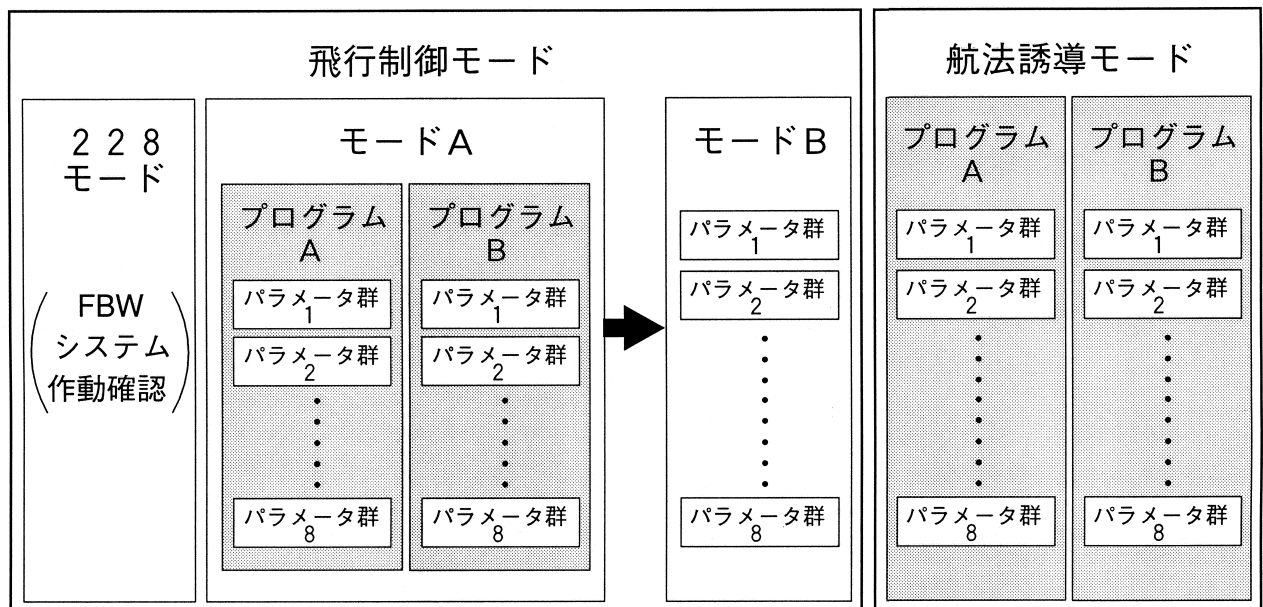 飛行制御モード
228
モード
FBW
システム
作動確認
モードA
プログラム
A
パラメータ群
1
パラメータ群
2
パラメータ群
8
プログラム
B
パラメータ群
1
パラメータ群
2
パラメータ群
8
モードB
パラメータ群
1
パラメータ群
2
パラメータ群
8
航法誘導モード
プログラム
A
パラメータ群
1
パラメータ群
2
パラメータ群
8
プログラム
B
パラメータ群
1
パラメータ群
2
パラメータ群
8